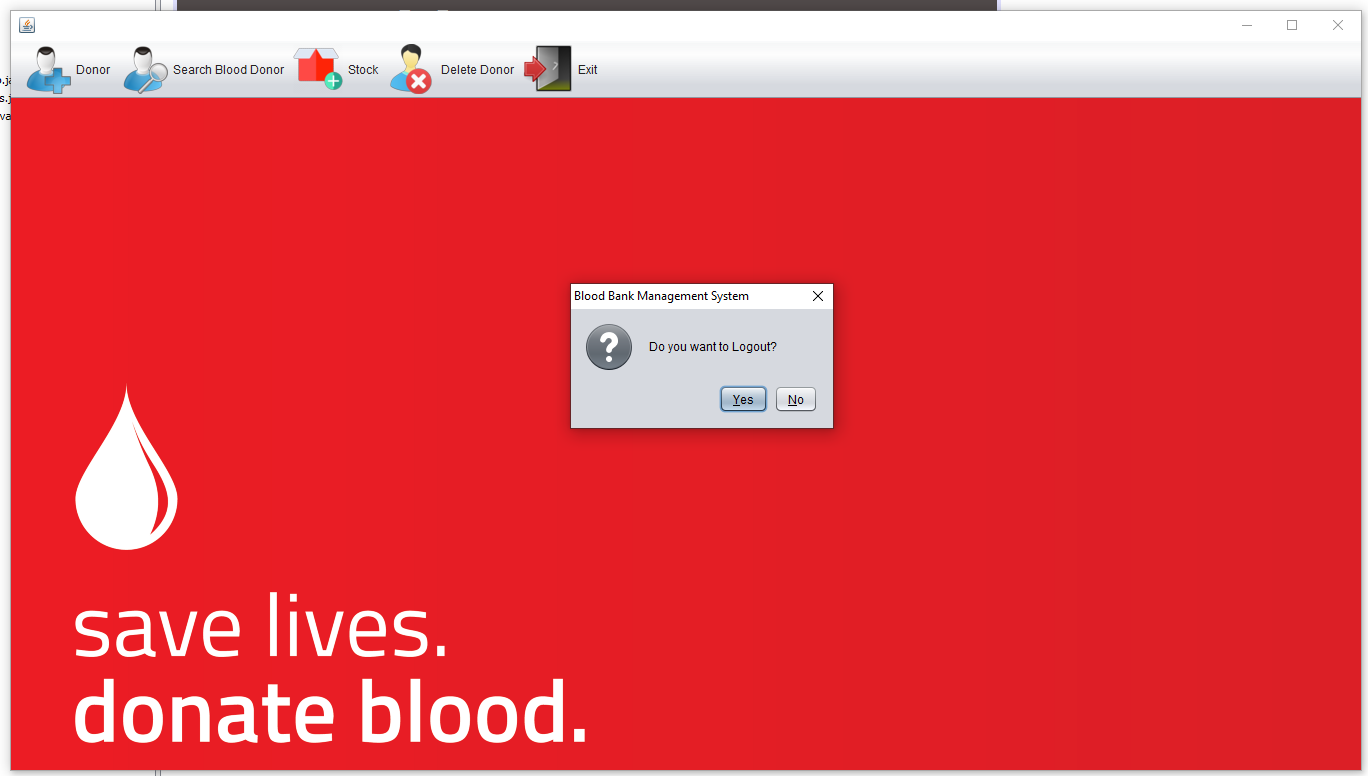 Donor
Search Blood Donor
Stock
Delete Donor
Exit
Blood Bank Management System
Do you want to Logout?
Yes
No
save lives.
donate blood.